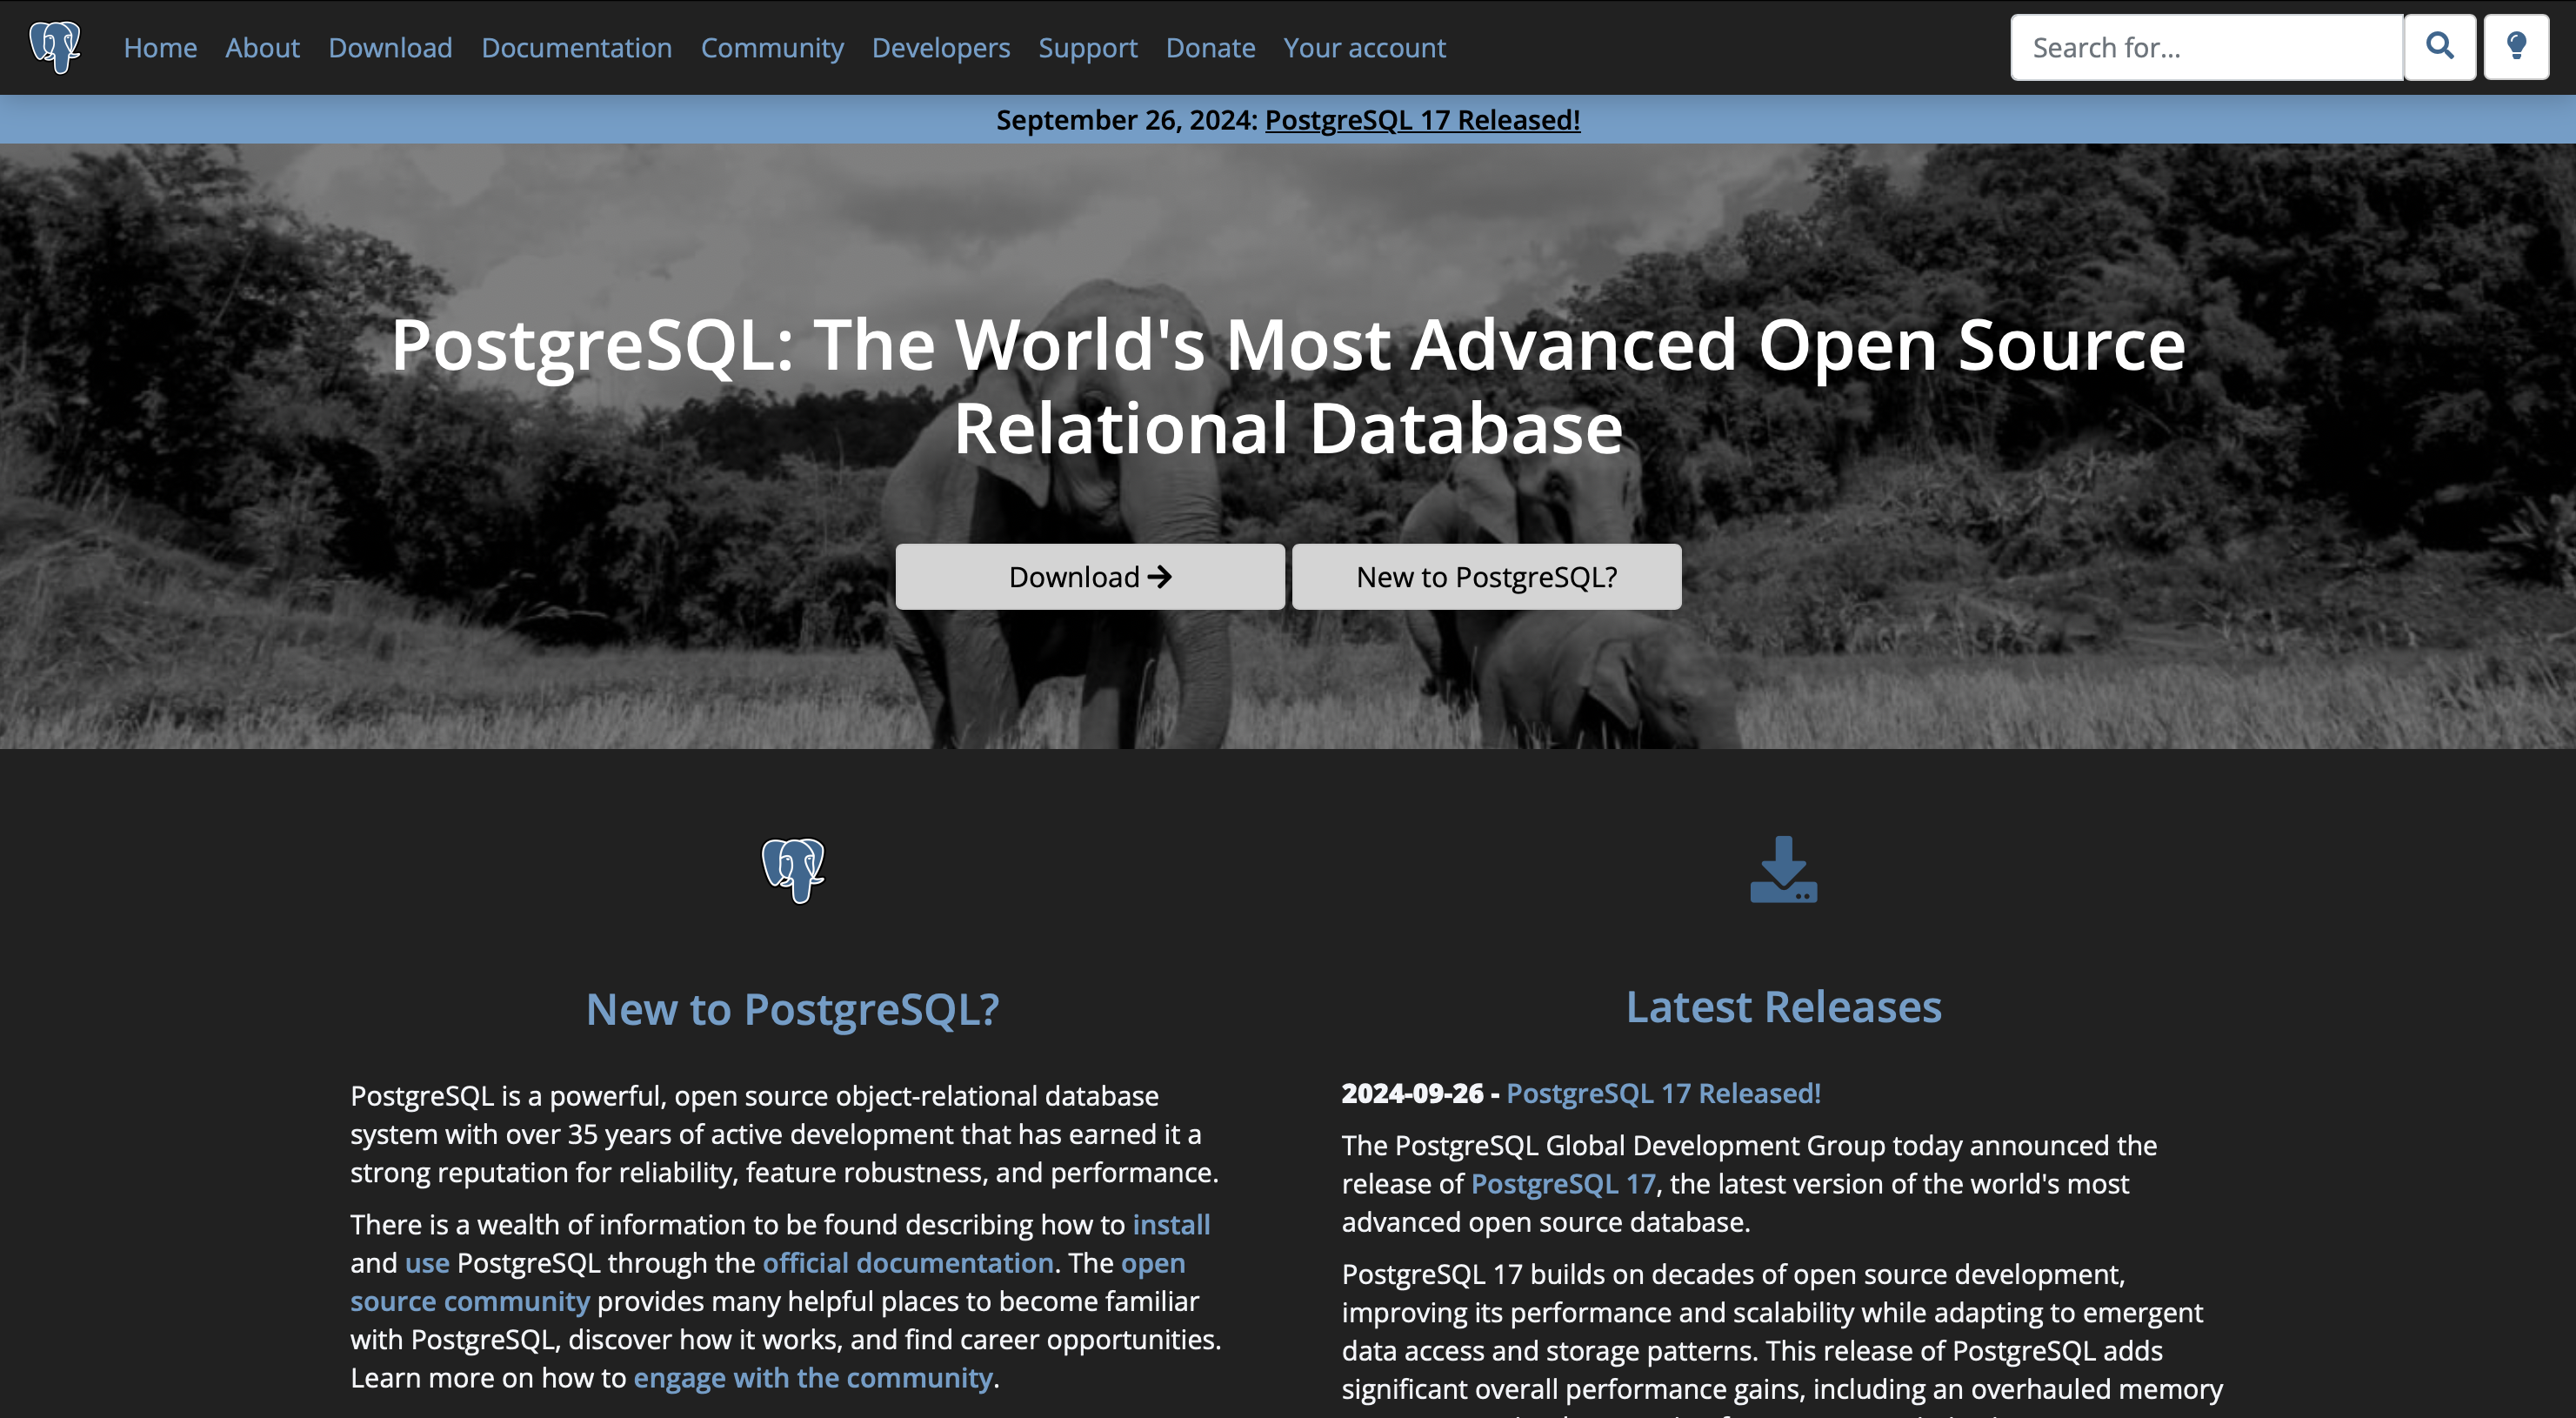 Home About Download Documentation Community Developers Support Donate Your account
Search for...
September 26, 2024: PostgreSQL 17 Released!
PostgreSQL: The World's Most Advanced Open Source
Relational Database
Download
New to PostgreSQL?
New to PostgreSQL?
PostgreSQL is a powerful, open source object-relational database
system with over 35 years of active development that has earned it a
strong reputation for reliability, feature robustness, and performance.
There is a wealth of information to be found describing how to install
and use PostgreSQL through the official documentation. The open
source community provides many helpful places to become familiar
with PostgreSQL, discover how it works, and find career opportunities.
Learn more on how to engage with the community.
Latest Releases
2024-09-26 - PostgreSQL 17 Released!
The PostgreSQL Global Development Group today announced the
release of PostgreSQL 17, the latest version of the world's most
advanced open source database.
PostgreSQL 17 builds on decades of open source development,
improving its performance and scalability while adapting to emergent
data access and storage patterns. This release of PostgreSQL adds
significant overall performance gains, including an overhauled memory